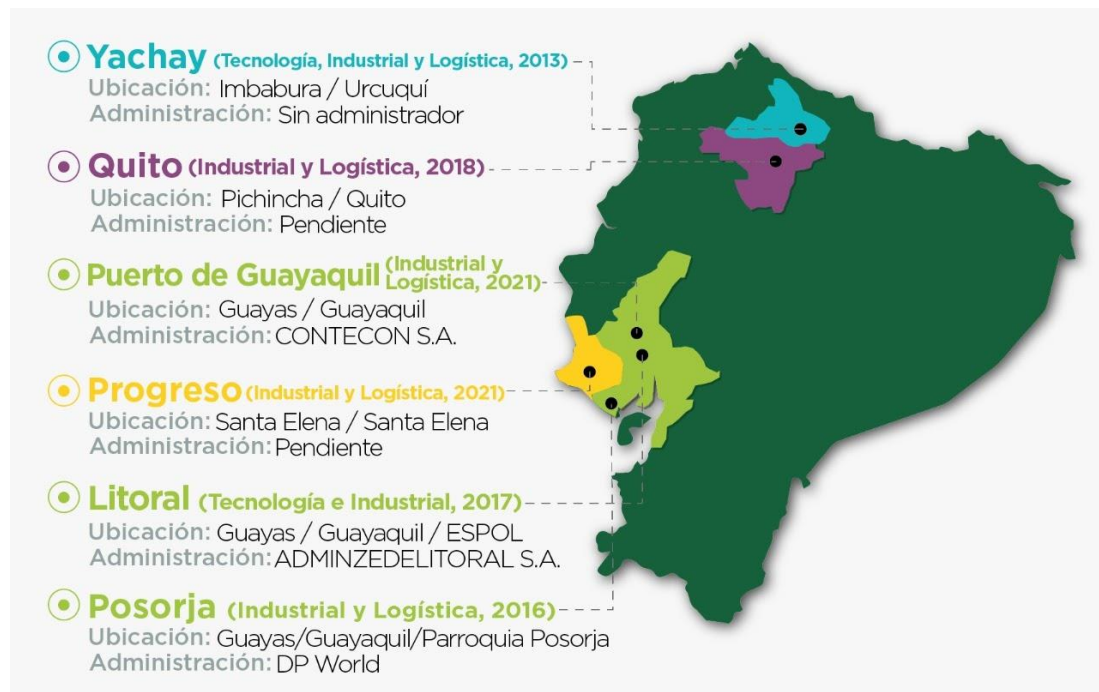 Yachay (Tecnología, Industrial y Logística, 2013)
Ubicación: Imbabura / Urcuquí
Administración: Sin administrador
Quito (Industrial y Logística, 2018)
Ubicación: Pichincha / Quito
Administración: Pendiente
Puerto de Guayaquil (Industrial y
Logística, 2021)
Ubicación: Guayas / Guayaquil
Administración: CONTECON S.A.
Progreso (Industrial y Logística, 2021)
Ubicación: Santa Elena / Santa Elena
Administración: Pendiente
Litoral (Tecnología e Industrial, 2017)
Ubicación: Guayas / Guayaquil / ESPOL
Administración: ADMINZEDELITORAL S.A.
Posorja (Industrial y Logística, 2016)
Ubicación: Guayas/Guayaquil/Parroquia Posorja
Administración: DP World